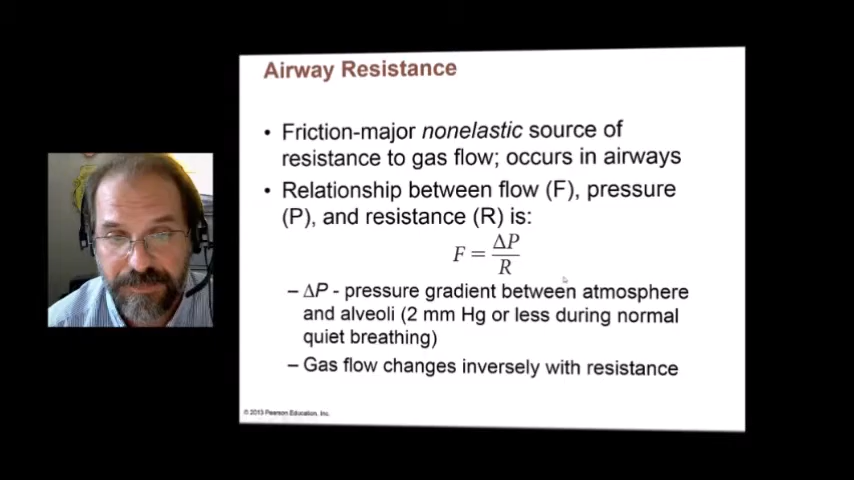 Airway Resistance
• Friction-major nonelastic source of
resistance to gas flow; occurs in airways
• Relationship between flow (F), pressure
(P), and resistance (R) is:
F = ΔP / R
– ΔP - pressure gradient between atmosphere
and alveoli (2 mm Hg or less during normal
quiet breathing)
– Gas flow changes inversely with resistance
© 2013 Pearson Education, Inc.